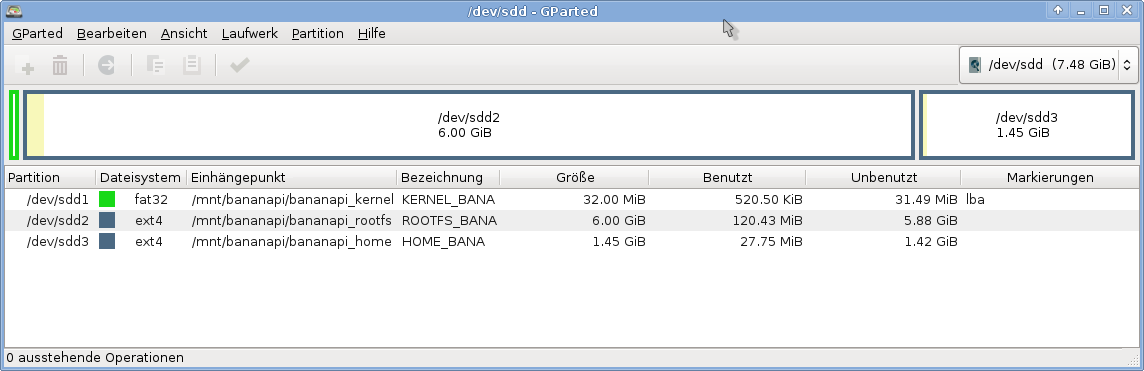 /dev/sdd - GParted
GParted Bearbeiten Ansicht Laufwerk Partition Hilfe
/dev/sdd (7.48 GiB)
/dev/sdd2 /dev/sdd3
6.00 GiB 1.45 GiB
Partition Dateisystem Einhängepunkt Bezeichnung Größe Benutzt Unbenutzt Markierungen
/dev/sdd1 fat32 /mnt/bananapi/bananapi_kernel KERNEL_BANA 32.00 MiB 520.50 KiB 31.49 MiB lba
/dev/sdd2 ext4 /mnt/bananapi/bananapi_rootfs ROOTFS_BANA 6.00 GiB 120.43 MiB 5.88 GiB
/dev/sdd3 ext4 /mnt/bananapi/bananapi_home HOME_BANA 1.45 GiB 27.75 MiB 1.42 GiB
0 ausstehende Operationen